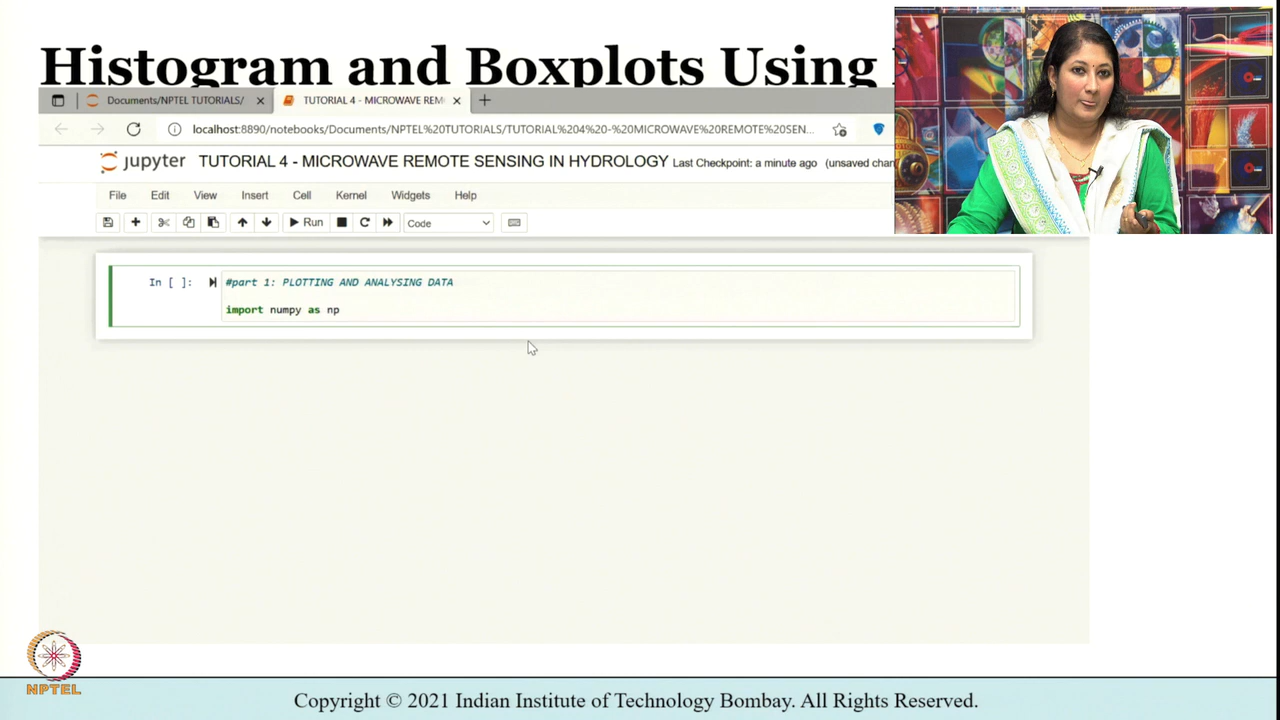 Histogram and Boxplots Using
Documents/NPTEL TUTORIALS/
TUTORIAL 4 - MICROWAVE REM
localhost:8890/notebooks/Documents/NPTEL%20TUTORIALS/TUTORIAL%204%20-%20MICROWAVE%20REMOTE%20SEN...
jupyter TUTORIAL 4 - MICROWAVE REMOTE SENSING IN HYDROLOGY Last Checkpoint: a minute ago (unsaved chan
File Edit View Insert Cell Kernel Widgets Help
Run Code
In [ ]: #part 1: PLOTTING AND ANALYSING DATA
import numpy as np
NPTEL
Copyright © 2021 Indian Institute of Technology Bombay. All Rights Reserved.